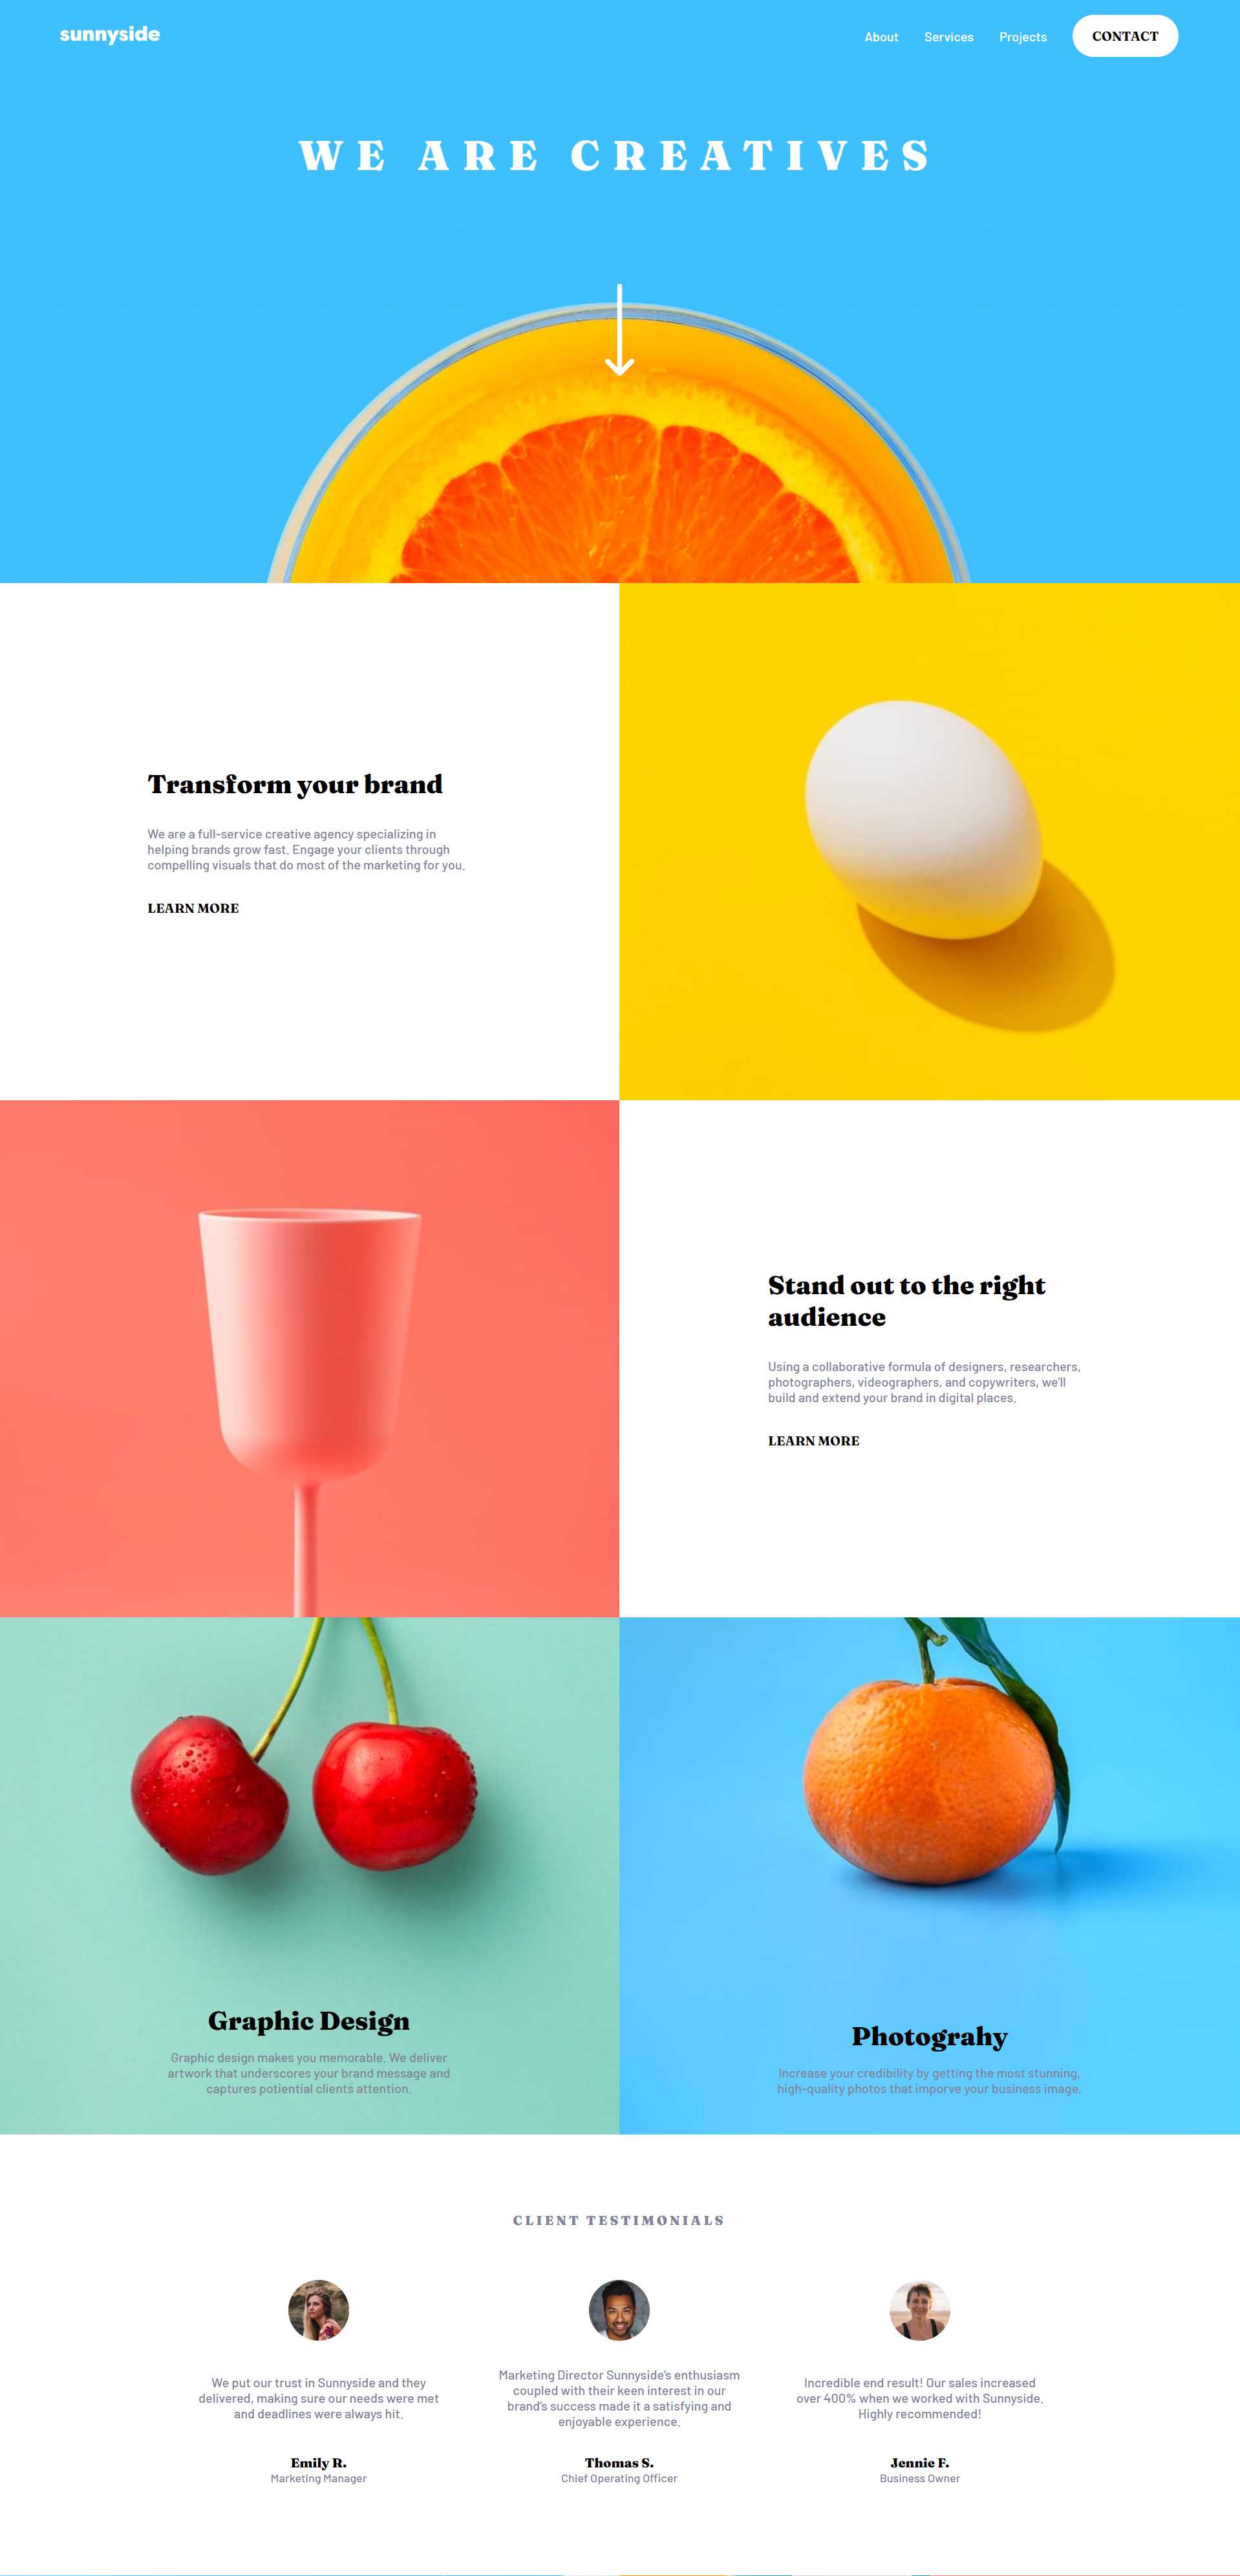 sunnyside
About Services Projects CONTACT
WE ARE CREATIVES
Transform your brand
We are a full-service creative agency specializing in
helping brands grow fast. Engage your clients through
compelling visuals that do most of the marketing for you.
LEARN MORE
Stand out to the right
audience
Using a collaborative formula of designers, researchers,
photographers, videographers, and copywriters, we'll
build and extend your brand in digital places.
LEARN MORE
Graphic Design
Graphic design makes you memorable. We deliver
artwork that underscores your brand message and
captures potiential clients attention.
Photograhy
Increase your credibility by getting the most stunning,
high-quality photos that imporve your business image.
CLIENT TESTIMONIALS
We put our trust in Sunnyside and they
delivered, making sure our needs were met
and deadlines were always hit.
Emily R.
Marketing Manager
Marketing Director Sunnyside's enthusiasm
coupled with their keen interest in our
brand's success made it a satisfying and
enjoyable experience.
Thomas S.
Chief Operating Officer
Incredible end result! Our sales increased
over 400% when we worked with Sunnyside.
Highly recommended!
Jennie F.
Business Owner